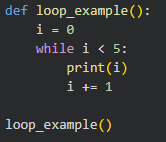 def loop_example():
    i = 0
    while i < 5:
        print(i)
        i += 1

loop_example()